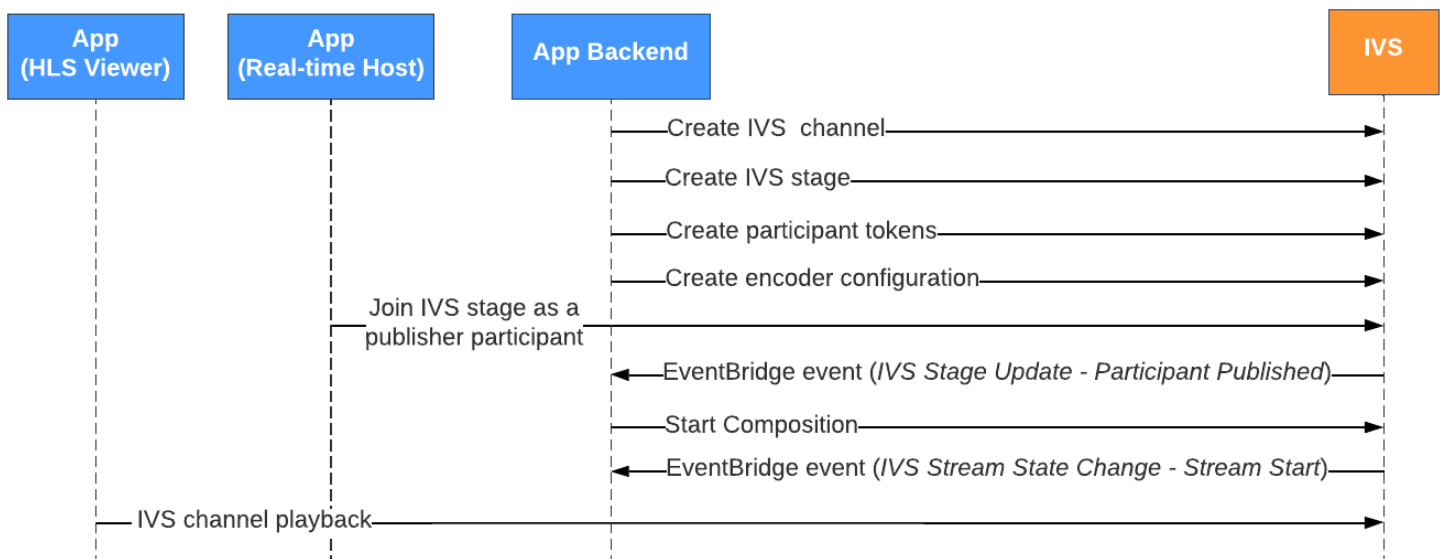 App
(HLS Viewer)
App
(Real-time Host)
App Backend
IVS
Create IVS channel
Create IVS stage
Create participant tokens
Create encoder configuration
Join IVS stage as a
publisher participant
EventBridge event (IVS Stage Update - Participant Published)
Start Composition
EventBridge event (IVS Stream State Change - Stream Start)
IVS channel playback